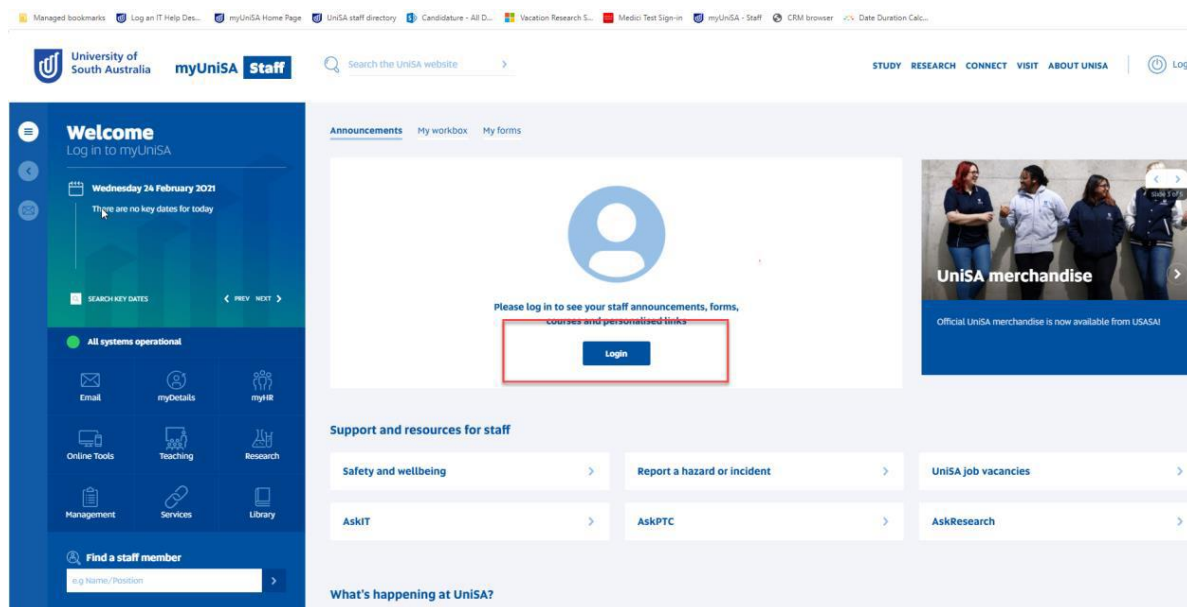 Managed bookmarks Log an IT Help Des... myUniSA Home Page UniSA staff directory Candidature - All D... Vacation Research S... Medici Test Sign-in myUniSA - Staff CRM browser Date Duration Calc...
University of
South Australia
myUniSA Staff
Search the UniSA website
STUDY RESEARCH CONNECT VISIT ABOUT UNISA
Log
Welcome
Log in to myUniSA
Wednesday 24 February 2021
There are no key dates for today
SEARCH KEY DATES PREV NEXT
All systems operational
Email myDetails myHR
Online Tools Teaching Research
Management Services Library
Find a staff member
e.g Name/Position
Announcements My workbox My forms
Please log in to see your staff announcements, forms,
courses and personalised links
Login
Slide 3 of 5
UniSA merchandise
Official UniSA merchandise is now available from USASA!
Support and resources for staff
Safety and wellbeing Report a hazard or incident UniSA job vacancies
AskIT AskPTC AskResearch
What's happening at UniSA?